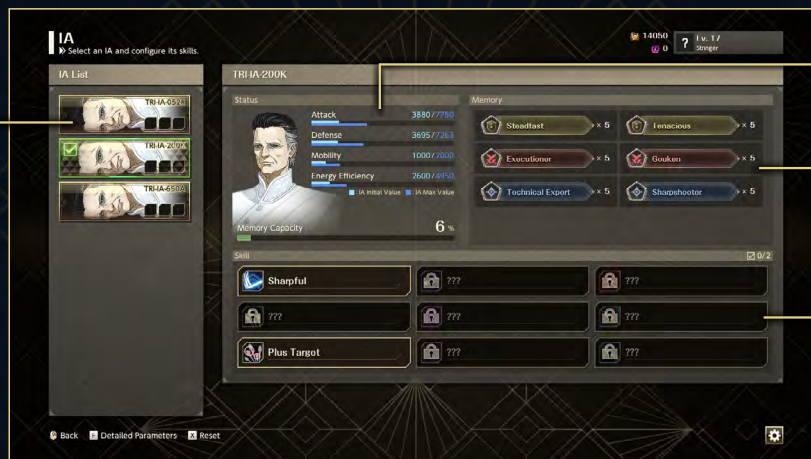 IA
Select an IA and configure its skills.
14050
0
?
Lv. 17
Stringer
IA List
TRI-IA-052R
TRI-IA-200K
TRI-IA-650A
TRI-IA-200K
Status
Attack 3880/7750
Defense 3695/7263
Mobility 1000/2000
Energy Efficiency 2600/4950
IA Initial Value IA Max Value
Memory Capacity 6 %
Memory
Steadfast × 5
Tenacious × 5
Executioner × 5
Gouken × 5
Technical Expert × 5
Sharpshooter × 5
Skill 0/2
Sharpful
???
???
???
???
???
Plus Target
???
???
Back F Detailed Parameters X Reset